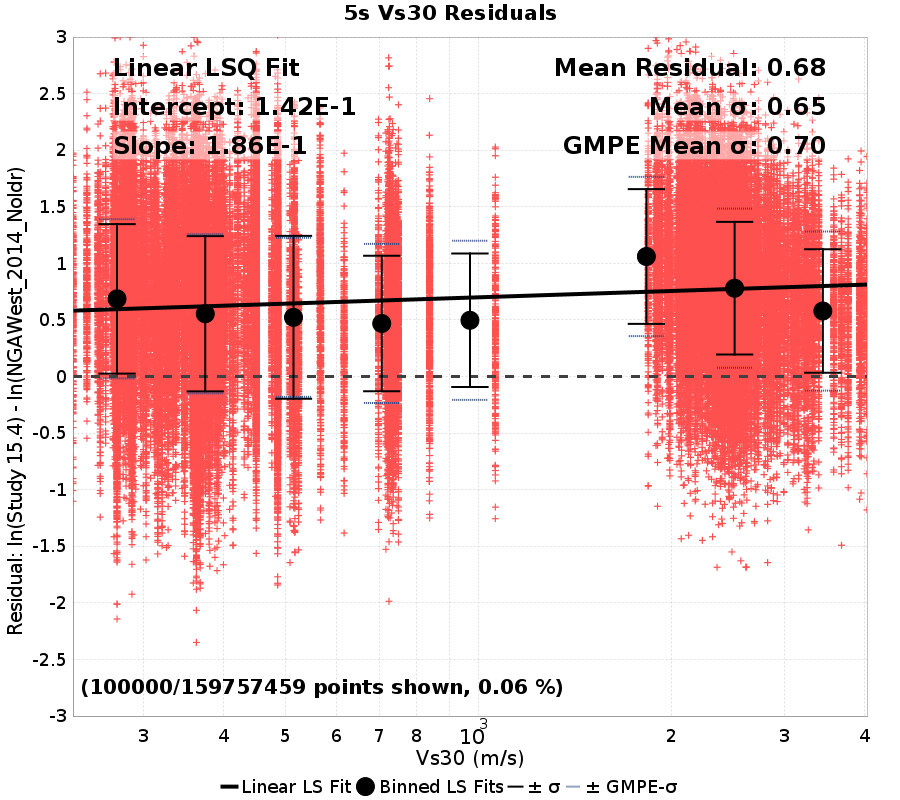 5s Vs30 Residuals
Linear LSQ Fit
Intercept: 1.42E-1
Slope: 1.86E-1
Mean Residual: 0.68
Mean σ: 0.65
GMPE Mean σ: 0.70
3
2.5
2
1.5
1
0.5
0
-0.5
-1
-1.5
-2
-2.5
-3
Residual: ln(Study 15.4) - ln(NGAWest_2014_NoIdr)
(100000/159757459 points shown, 0.06 %)
3 4 5 6 7 8 10³ 2 3 4
Vs30 (m/s)
Linear LS Fit Binned LS Fits ± σ ± GMPE-σ